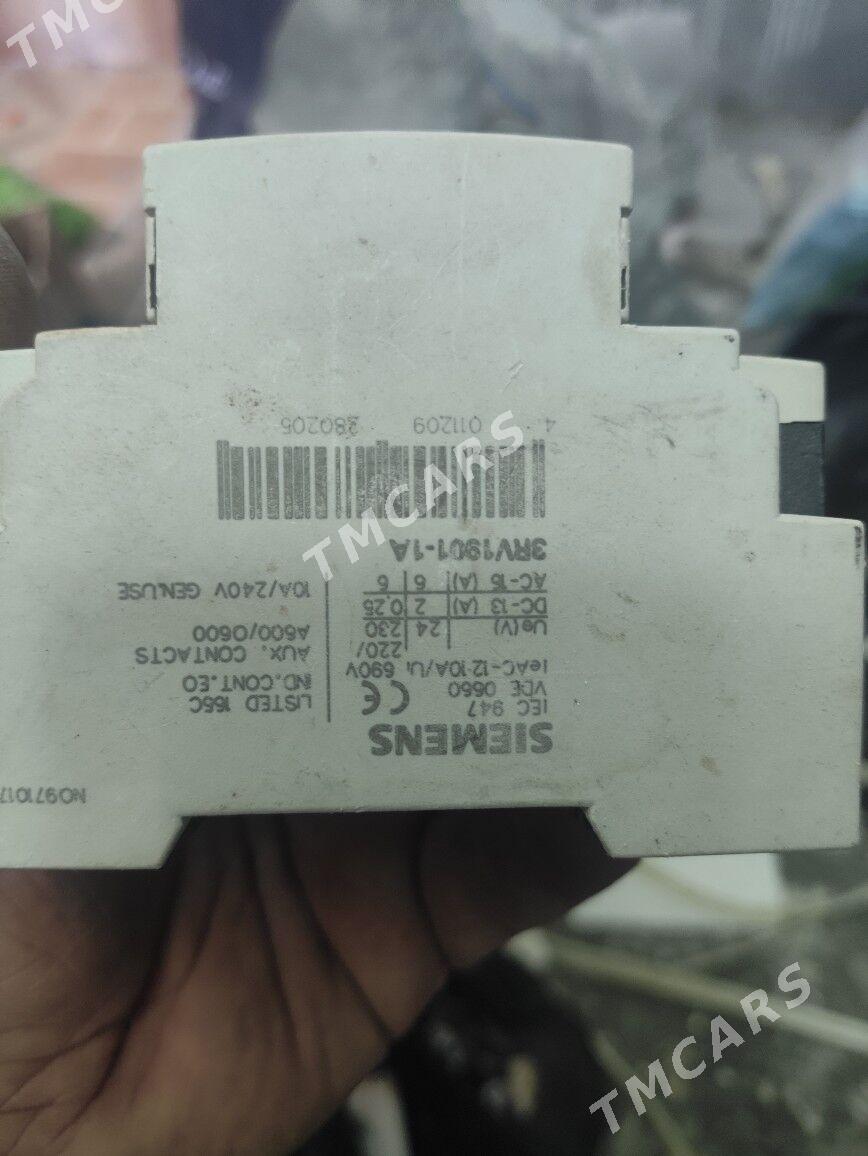 SIEMENS
IEC 947
VDE 0660
CE
IeAC-12-10A/Ui 690V
Ue(V) 24 220/230
DC-13 (A) 2 0,25
AC-15 (A) 6 6
3RV1901-1A
LISTED 165C
IND.CONT.EQ
AUX. CONTACTS
A600/Q600
10A/240V GEN.USE
4 011209 280205
TMCARS
TMCARS
TMCARS